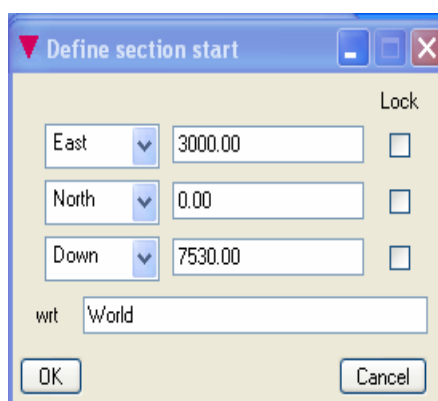 Define section start
Lock
East 3000.00
North 0.00
Down 7530.00
wrt World
OK Cancel